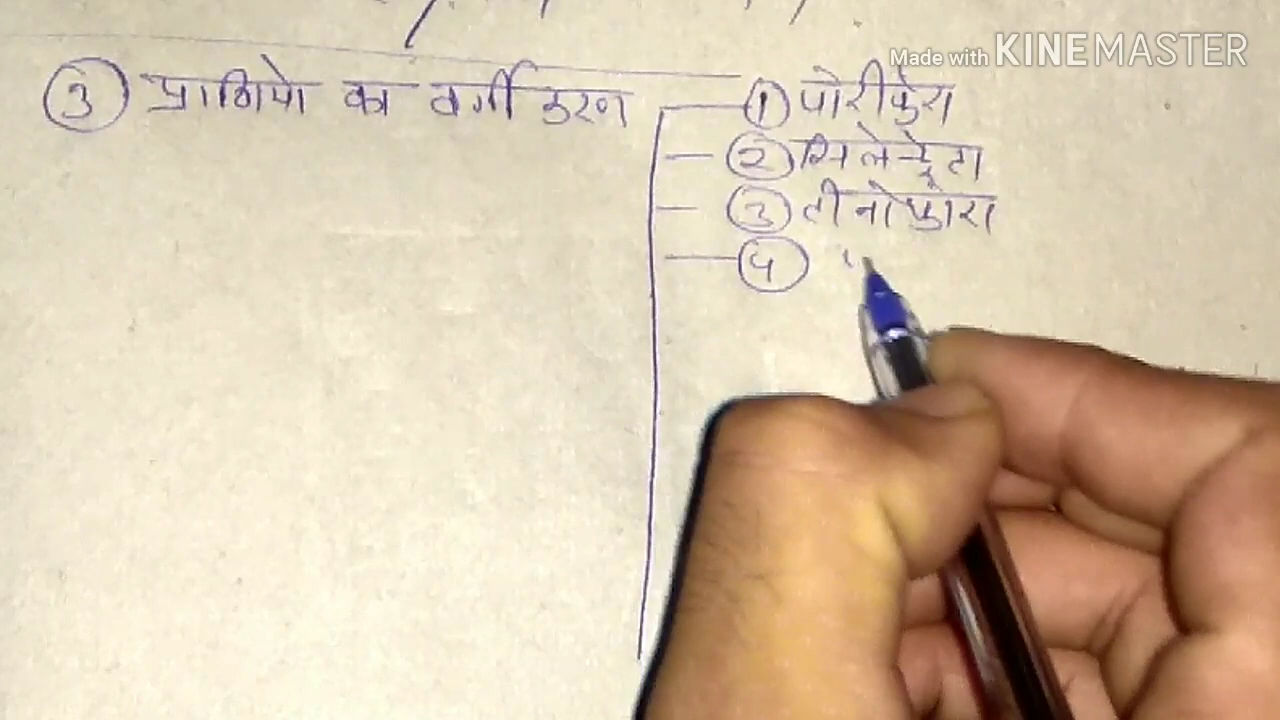 Made with KINEMASTER
③ प्राणियो का वर्गीकरण
① पोरीफेरा
② सिलेन्ट्रेटा
③ टीनोफोरा
④